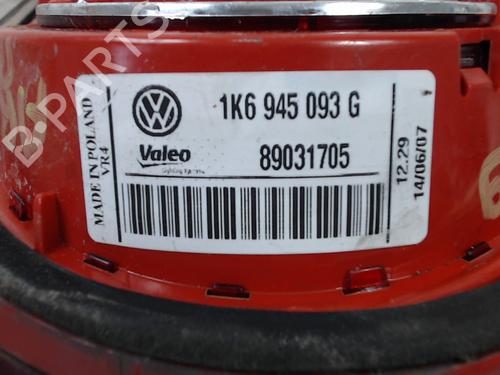 MADE IN POLAND
VR4
1K6 945 093 G
Valeo
89031705
12.29
14/06/07
B-PARTS